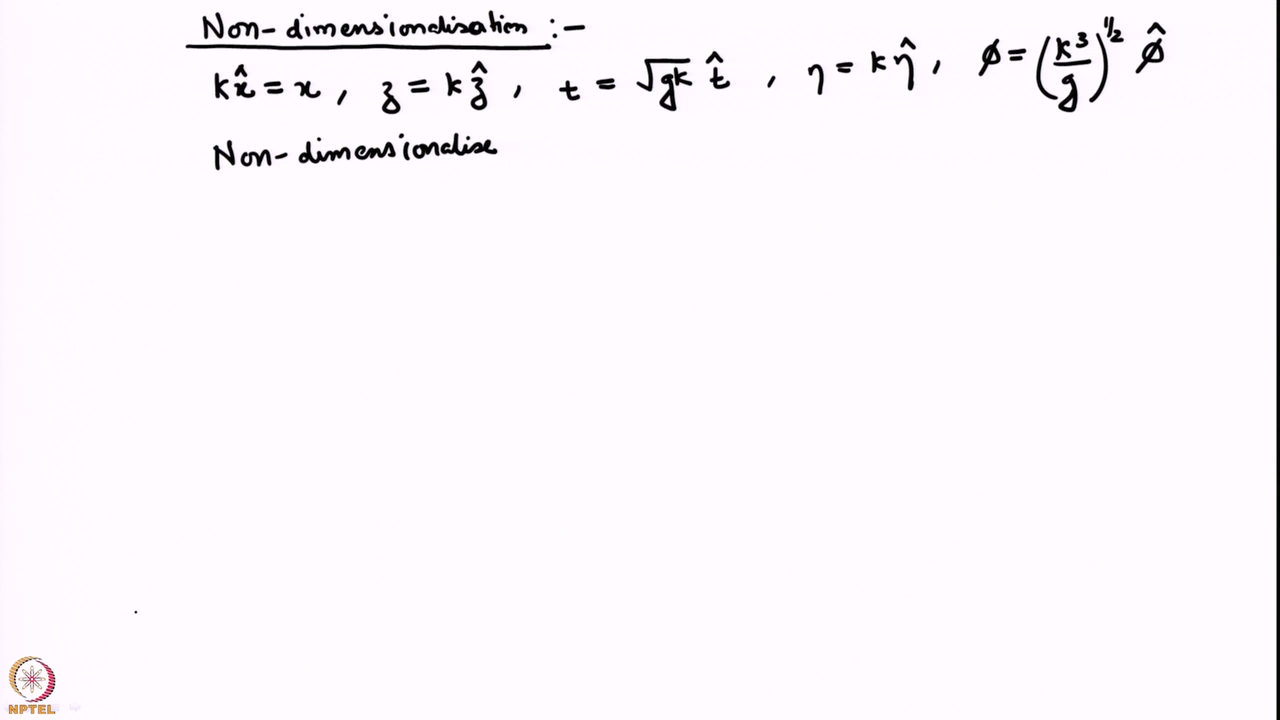 Non-dimensionalisation :-
kx̂ = x , z = kẑ , t = √gk t̂ , η = kη̂ , φ = (k³/g)^1/2 φ̂
Non-dimensionalise
NPTEL